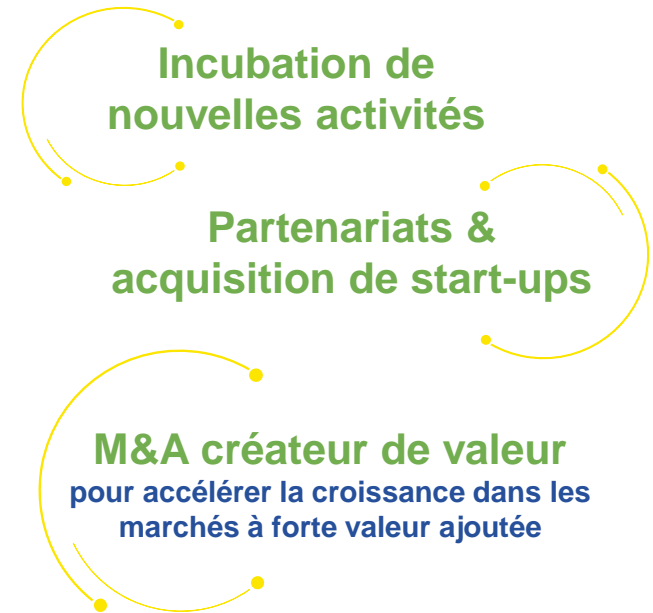 Incubation de
nouvelles activités
Partenariats &
acquisition de start-ups
M&A créateur de valeur
pour accélérer la croissance dans les
marchés à forte valeur ajoutée